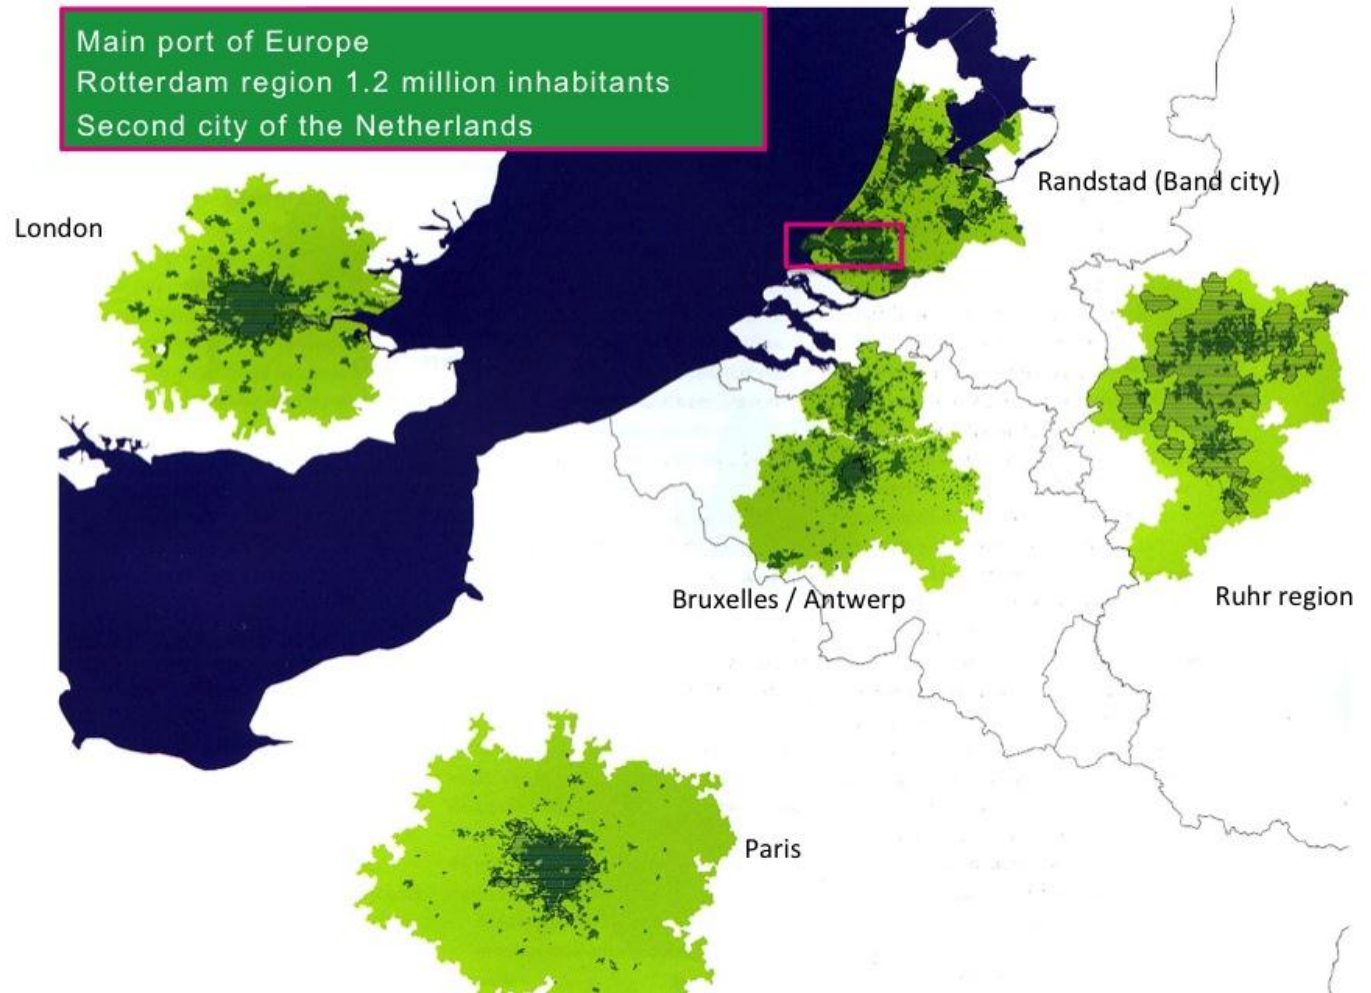 Main port of Europe
Rotterdam region 1.2 million inhabitants
Second city of the Netherlands
Randstad (Band city)
London
Bruxelles / Antwerp
Ruhr region
Paris